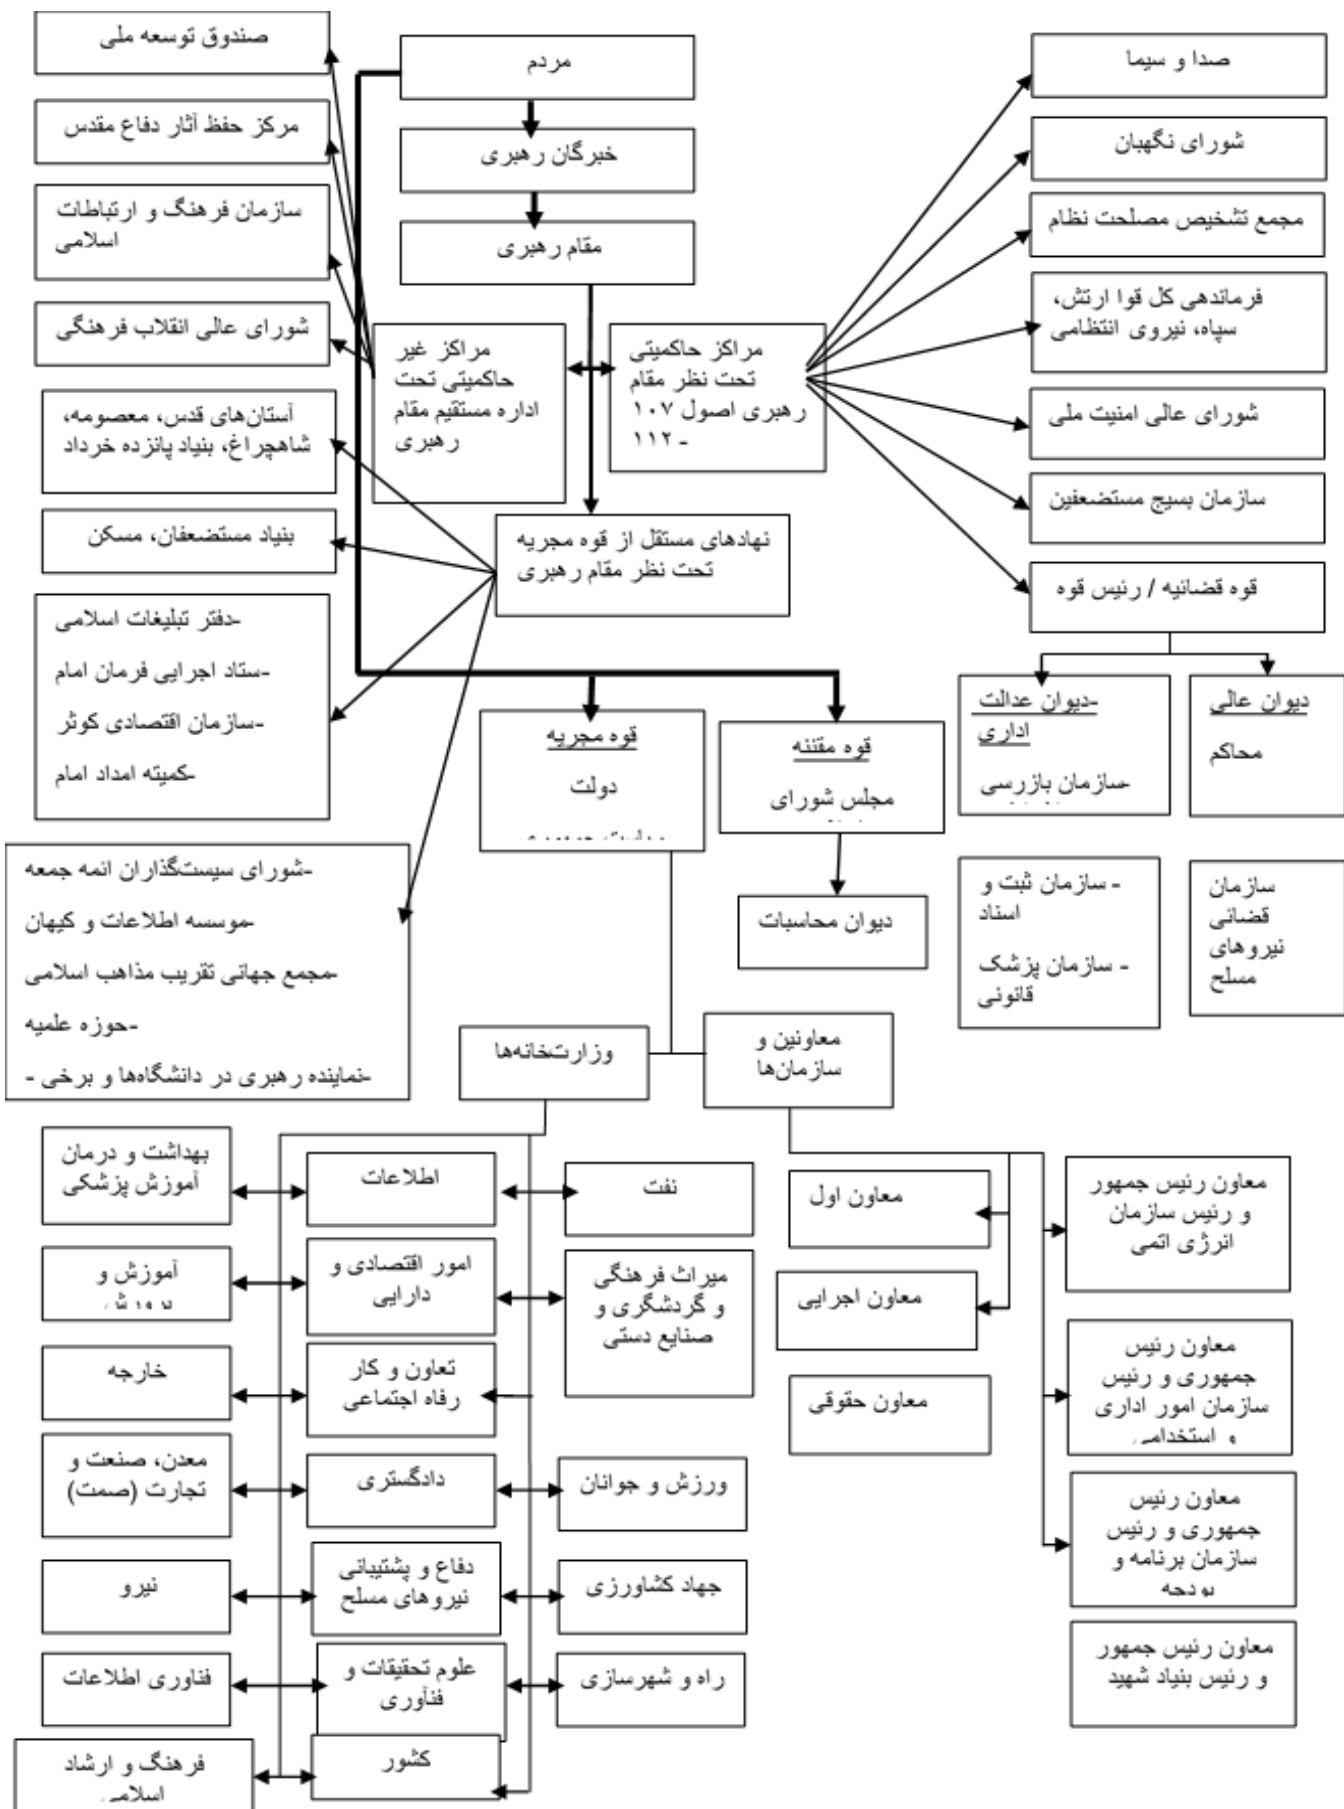 مردم
خبرگان رهبری
مقام رهبری
صدا و سیما
شورای نگهبان
مجمع تشخیص مصلحت نظام
فرماندهی کل قوا ارتش،
سپاه، نیروی انتظامی
شورای عالی امنیت ملی
سازمان بسیج مستضعفین
قوه قضائیه / رئیس قوه
دیوان عالی
محاکم
-دیوان عدالت
اداری
-سازمان بازرسی
سازمان
قضائی
نیروهای
مسلح
- سازمان ثبت و
اسناد
- سازمان پزشک
قانونی
مراکز حاکمیتی
تحت نظر مقام
رهبری اصول ۱۰۷
- ۱۱۲
مراکز غیر
حاکمیتی تحت
اداره مستقیم مقام
رهبری
صندوق توسعه ملی
مرکز حفظ آثار دفاع مقدس
سازمان فرهنگ و ارتباطات
اسلامی
شورای عالی انقلاب فرهنگی
آستان‌های قدس، معصومه،
شاهچراغ، بنیاد پانزده خرداد
بنیاد مستضعفان، مسکن
نهادهای مستقل از قوه مجریه
تحت نظر مقام رهبری
-دفتر تبلیغات اسلامی
-ستاد اجرایی فرمان امام
-سازمان اقتصادی کوثر
-کمیته امداد امام
-شورای سیست‌گذاران ائمه جمعه
-موسسه اطلاعات و کیهان
-مجمع جهانی تقریب مذاهب اسلامی
-حوزه علمیه
-نماینده رهبری در دانشگاه‌ها و برخی -
قوه مقننه
مجلس شورای
دیوان محاسبات
قوه مجریه
دولت
معاونین و
سازمان‌ها
وزارت‌خانه‌ها
معاون رئیس جمهور
و رئیس سازمان
انرژی اتمی
معاون رئیس
جمهوری و رئیس
سازمان امور اداری
و استخدامی
معاون رئیس
جمهوری و رئیس
سازمان برنامه و
بودجه
معاون رئیس جمهور
و رئیس بنیاد شهید
معاون اول
معاون اجرایی
معاون حقوقی
نفت
میراث فرهنگی
و گردشگری و
صنایع دستی
ورزش و جوانان
جهاد کشاورزی
راه و شهرسازی
اطلاعات
امور اقتصادی و
دارایی
تعاون و کار
رفاه اجتماعی
دادگستری
دفاع و پشتیبانی
نیروهای مسلح
علوم تحقیقات و
فنآوری
کشور
بهداشت و درمان
آموزش پزشکی
آموزش و
خارجه
معدن، صنعت و
تجارت (صمت)
نیرو
فناوری اطلاعات
فرهنگ و ارشاد
اسلامی